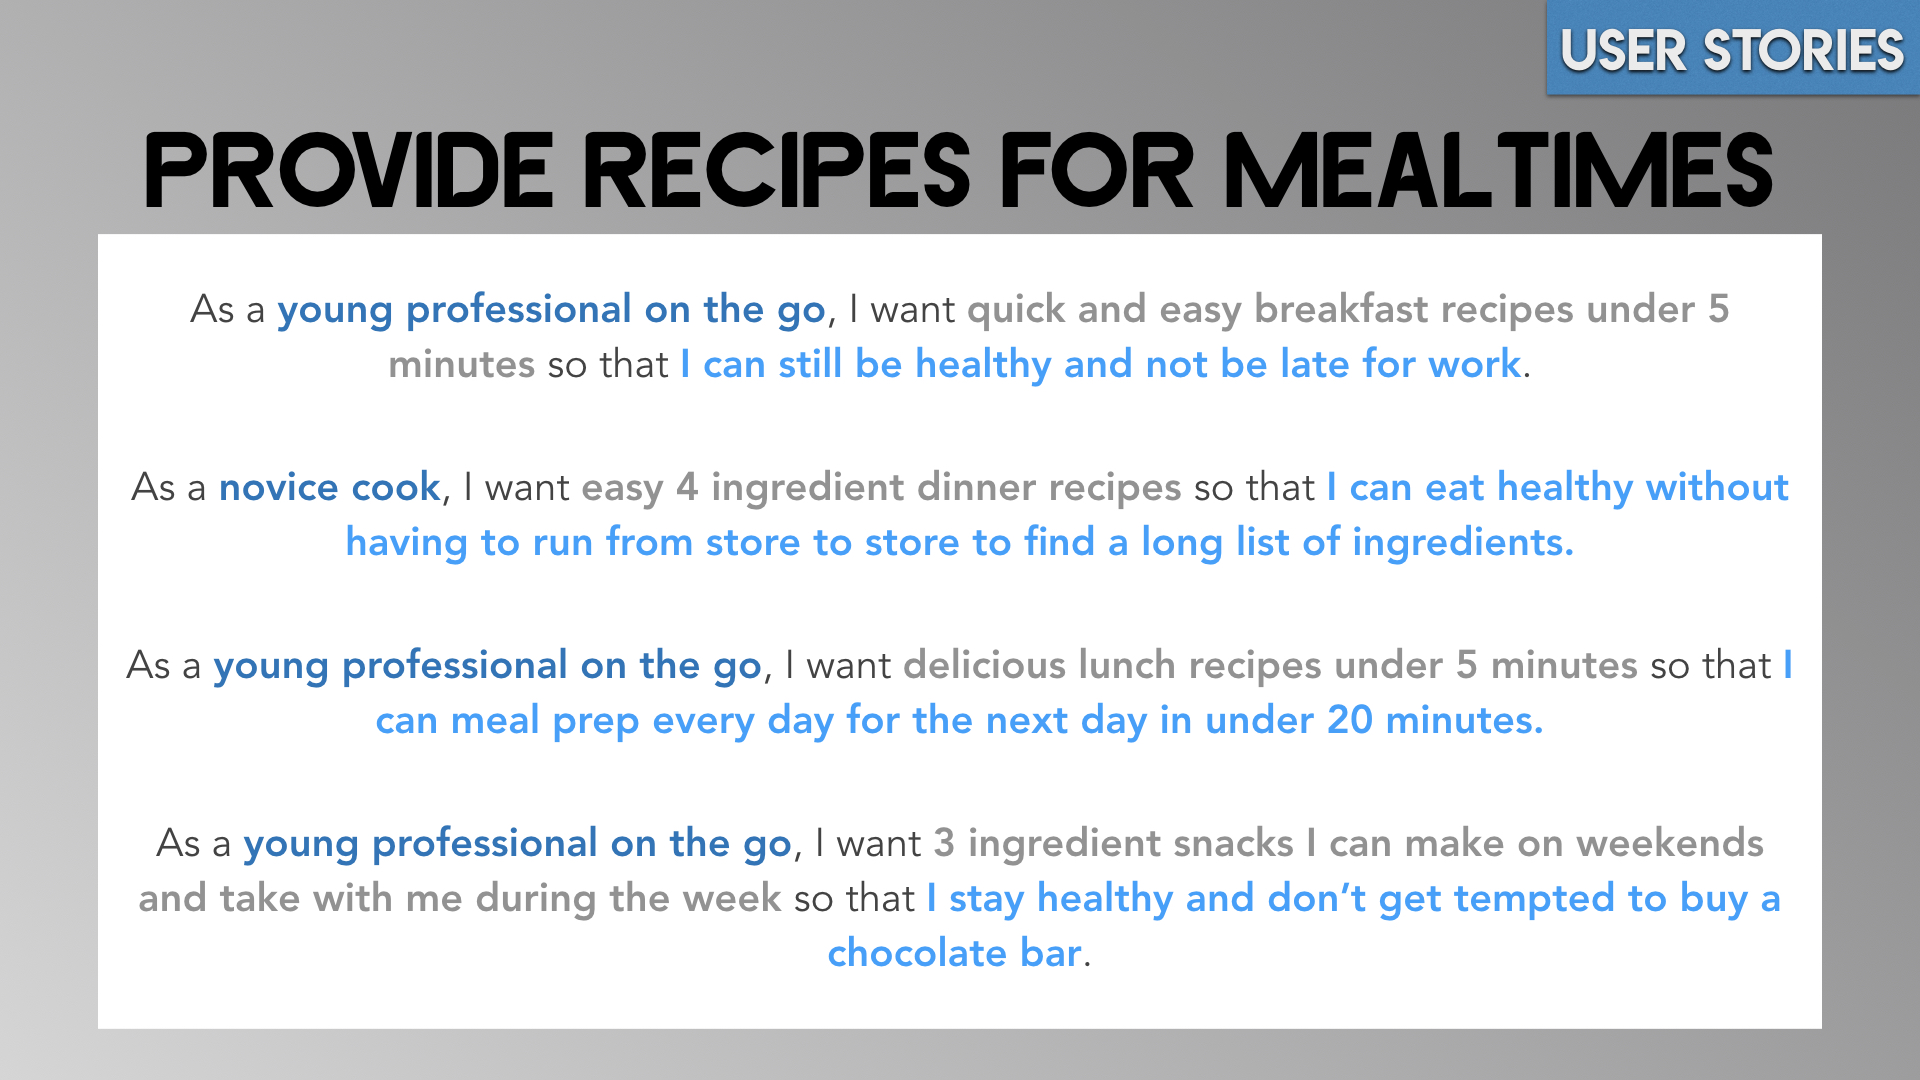 USER STORIES
PROVIDE RECIPES FOR MEALTIMES
As a young professional on the go, I want quick and easy breakfast recipes under 5
minutes so that I can still be healthy and not be late for work.
As a novice cook, I want easy 4 ingredient dinner recipes so that I can eat healthy without
having to run from store to store to find a long list of ingredients.
As a young professional on the go, I want delicious lunch recipes under 5 minutes so that I
can meal prep every day for the next day in under 20 minutes.
As a young professional on the go, I want 3 ingredient snacks I can make on weekends
and take with me during the week so that I stay healthy and don’t get tempted to buy a
chocolate bar.